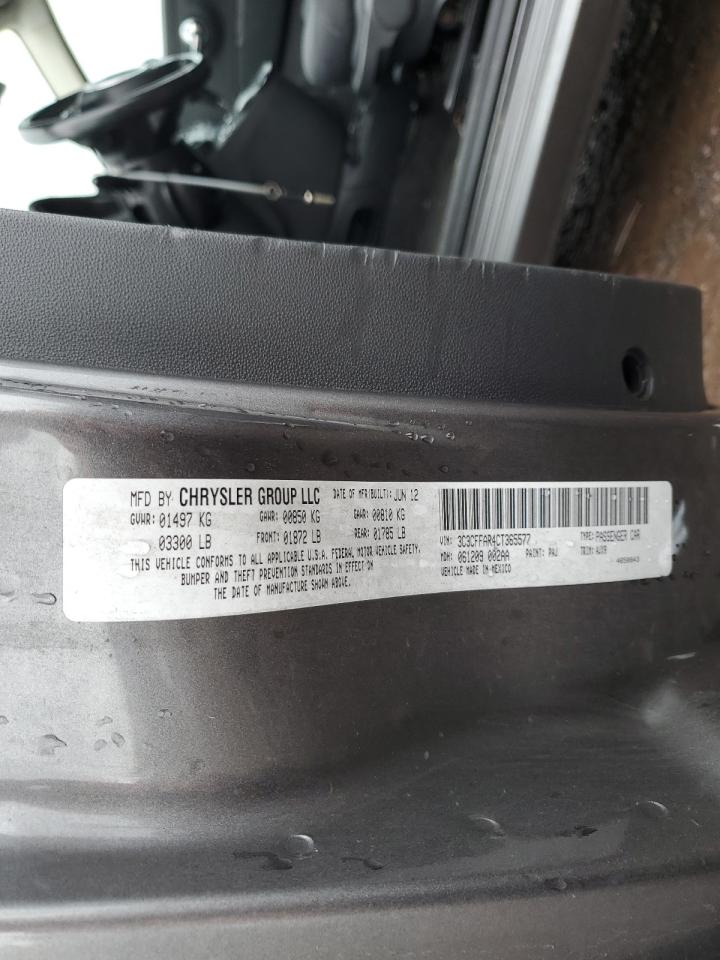 MFD BY CHRYSLER GROUP LLC DATE OF MFR(BUILT): JUN 12
GVWR: 01497 KG GAWR: 00850 KG GAWR: 00810 KG
03300 LB FRONT: 01872 LB REAR: 01785 LB
THIS VEHICLE CONFORMS TO ALL APPLICABLE U.S.A. FEDERAL MOTOR VEHICLE SAFETY,
BUMPER AND THEFT PREVENTION STANDARDS IN EFFECT ON
THE DATE OF MANUFACTURE SHOWN ABOVE.
VIN: 3C3CFFAR4CT365577 TYPE: PASSENGER CAR
MDH: 061209 002AA PAINT: PAJ TRIM: AUX9
VEHICLE MADE IN MEXICO